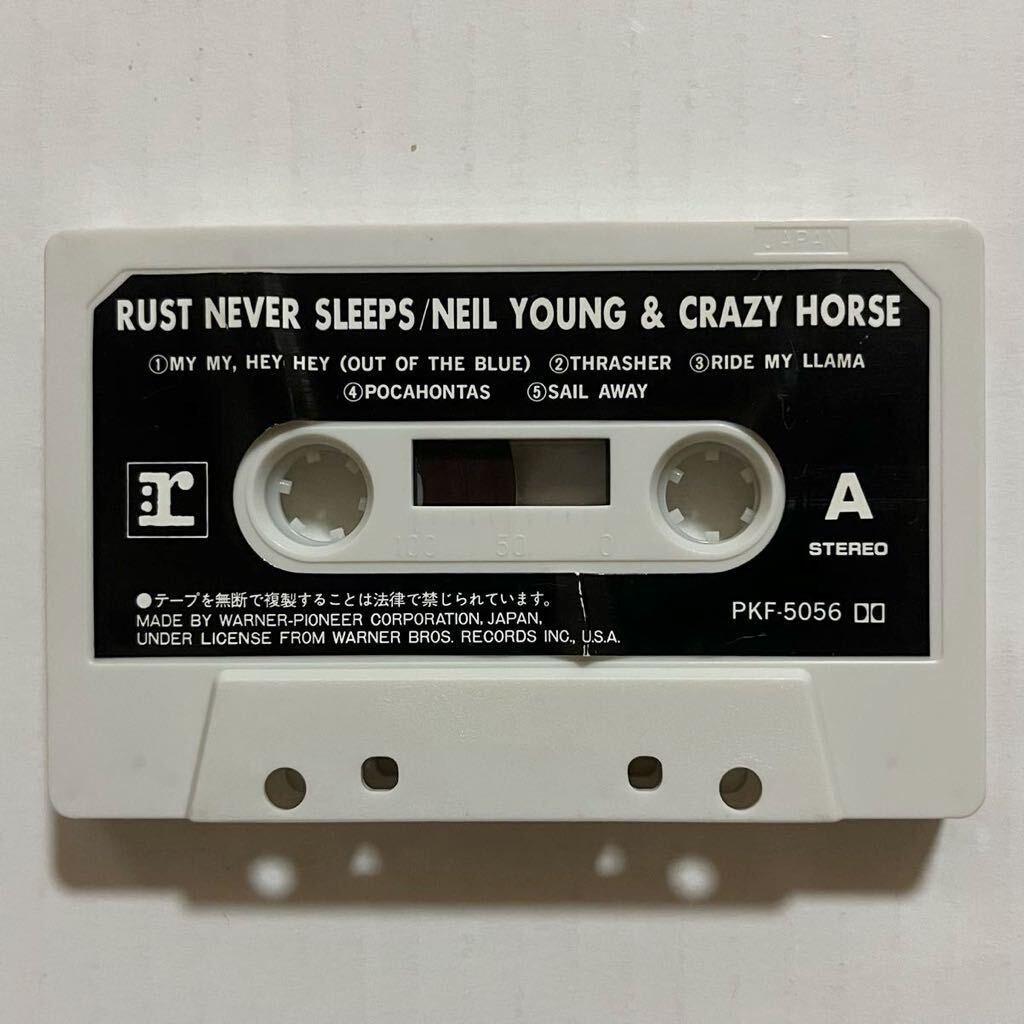 JAPAN
RUST NEVER SLEEPS/NEIL YOUNG & CRAZY HORSE
①MY MY, HEY HEY (OUT OF THE BLUE) ②THRASHER ③RIDE MY LLAMA
④POCAHONTAS ⑤SAIL AWAY
r
A
STEREO
100 50 0
●テープを無断で複製することは法律で禁じられています。
MADE BY WARNER-PIONEER CORPORATION, JAPAN,
UNDER LICENSE FROM WARNER BROS. RECORDS INC., U.S.A.
PKF-5056